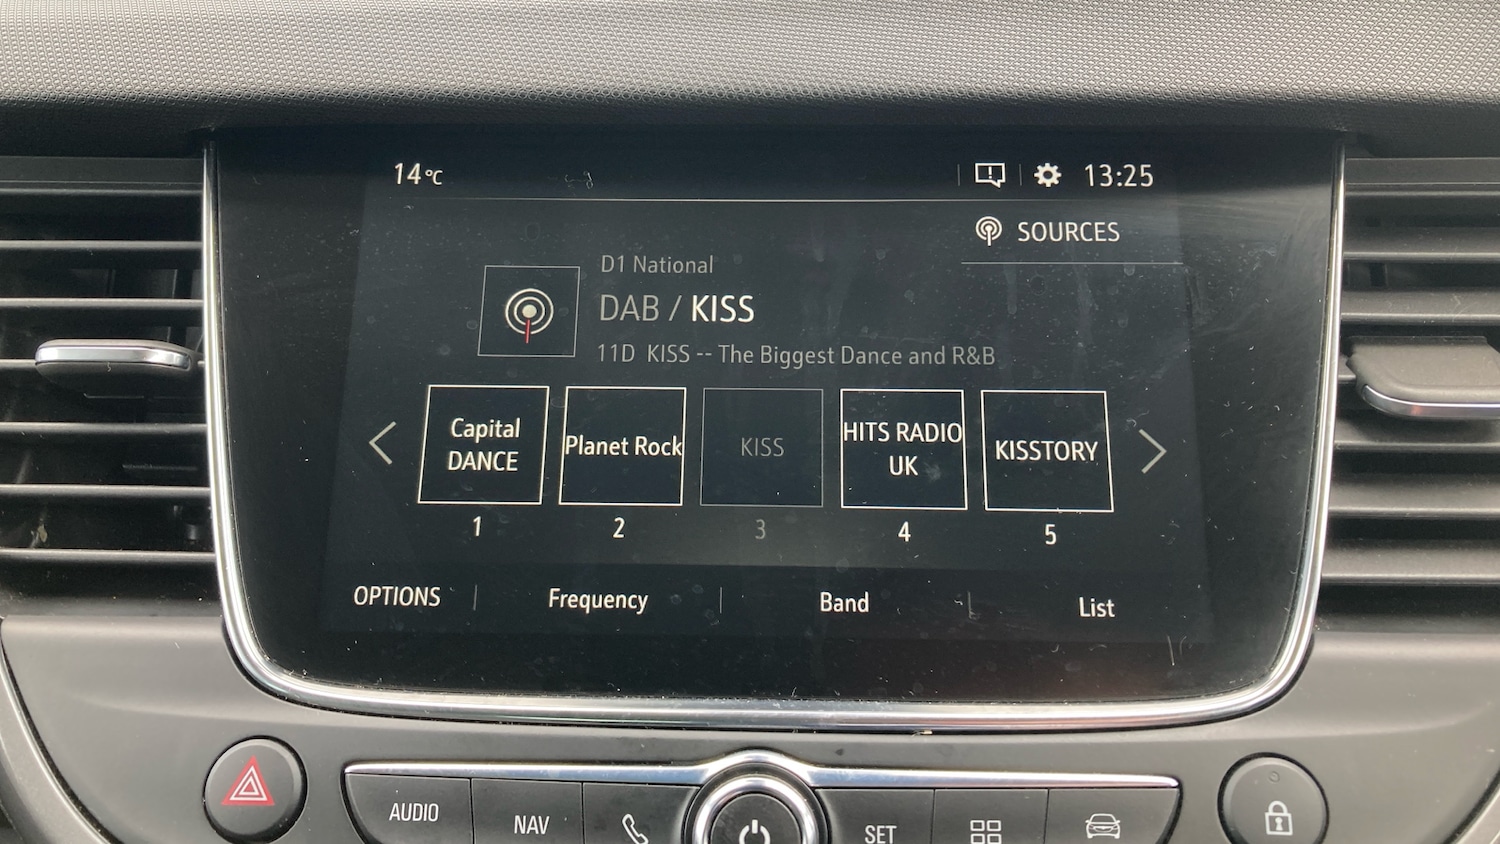 14°C
13:25
SOURCES
D1 National
DAB / KISS
11D KISS -- The Biggest Dance and R&B
Capital
DANCE
Planet Rock
KISS
HITS RADIO
UK
KISSTORY
1 2 3 4 5
OPTIONS Frequency Band List
AUDIO NAV SET